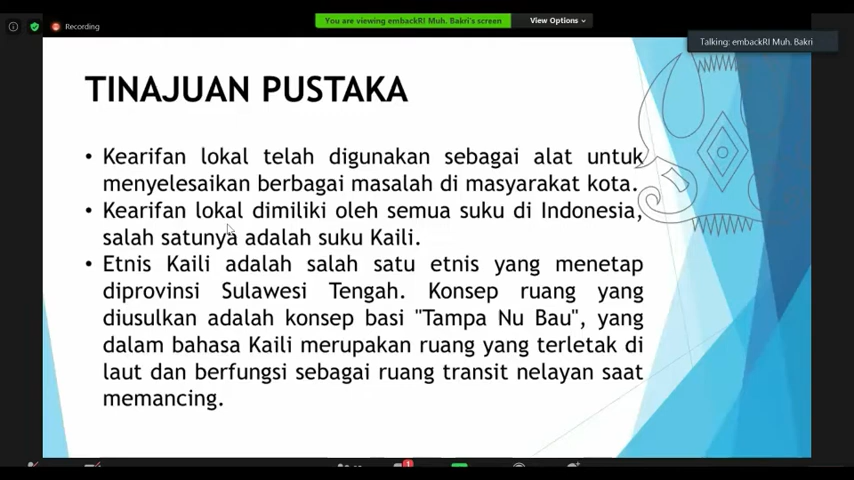 Recording
You are viewing embackRI Muh. Bakri's screen
View Options
Talking: embackRI Muh. Bakri
TINAJUAN PUSTAKA
• Kearifan lokal telah digunakan sebagai alat untuk
menyelesaikan berbagai masalah di masyarakat kota.
• Kearifan lokal dimiliki oleh semua suku di Indonesia,
salah satunya adalah suku Kaili.
• Etnis Kaili adalah salah satu etnis yang menetap
diprovinsi Sulawesi Tengah. Konsep ruang yang
diusulkan adalah konsep basi "Tampa Nu Bau", yang
dalam bahasa Kaili merupakan ruang yang terletak di
laut dan berfungsi sebagai ruang transit nelayan saat
memancing.
1